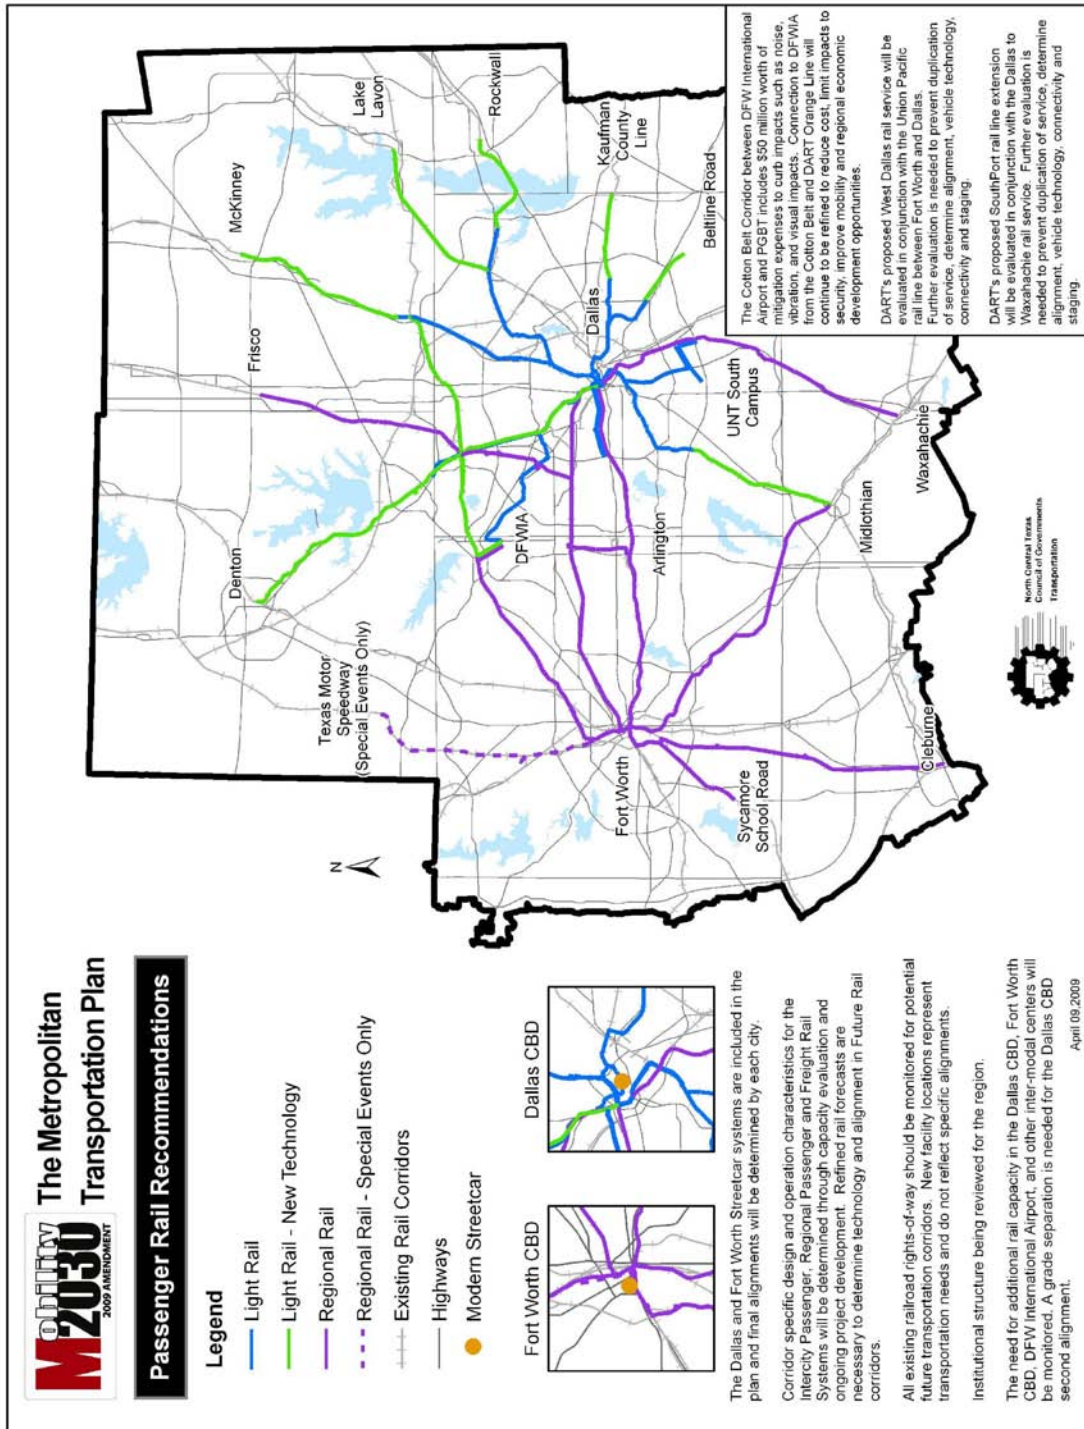 Mobility
2030
2009 AMENDMENT
The Metropolitan
Transportation Plan
Passenger Rail Recommendations
Legend
Light Rail
Light Rail - New Technology
Regional Rail
Regional Rail - Special Events Only
Existing Rail Corridors
Highways
Modern Streetcar
Fort Worth CBD
Dallas CBD
The Dallas and Fort Worth Streetcar systems are included in the
plan and final alignments will be determined by each city.
Corridor specific design and operation characteristics for the
Intercity Passenger, Regional Passenger and Freight Rail
Systems will be determined through capacity evaluation and
ongoing project development. Refined rail forecasts are
necessary to determine technology and alignment in Future Rail
corridors.
All existing railroad rights-of-way should be monitored for potential
future transportation corridors. New facility locations represent
transportation needs and do not reflect specific alignments.
Institutional structure being reviewed for the region.
The need for additional rail capacity in the Dallas CBD, Fort Worth
CBD, DFW International Airport, and other inter-modal centers will
be monitored. A grade separation is needed for the Dallas CBD
second alignment.
April 09,2009
N
Texas Motor
Speedway
(Special Events Only)
Denton
Frisco
McKinney
Lake
Lavon
Rockwall
DFWIA
Dallas
Kaufman
County
Line
Beltline Road
Fort Worth
Arlington
UNT South
Campus
Sycamore
School Road
Cleburne
Midlothian
Waxahachie
North Central Texas
Council of Governments
Transportation
The Cotton Belt Corridor between DFW International
Airport and PGBT includes $50 million worth of
mitigation expenses to curb impacts such as noise,
vibration, and visual impacts. Connection to DFWIA
from the Cotton Belt and DART Orange Line will
continue to be refined to reduce cost, limit impacts to
security, improve mobility and regional economic
development opportunities.
DART's proposed West Dallas rail service will be
evaluated in conjunction with the Union Pacific
rail line between Fort Worth and Dallas.
Further evaluation is needed to prevent duplication
of service, determine alignment, vehicle technology,
connectivity and staging.
DART's proposed SouthPort rail line extension
will be evaluated in conjunction with the Dallas to
Waxahachie rail service. Further evaluation is
needed to prevent duplication of service, determine
alignment, vehicle technology, connectivity and
staging.